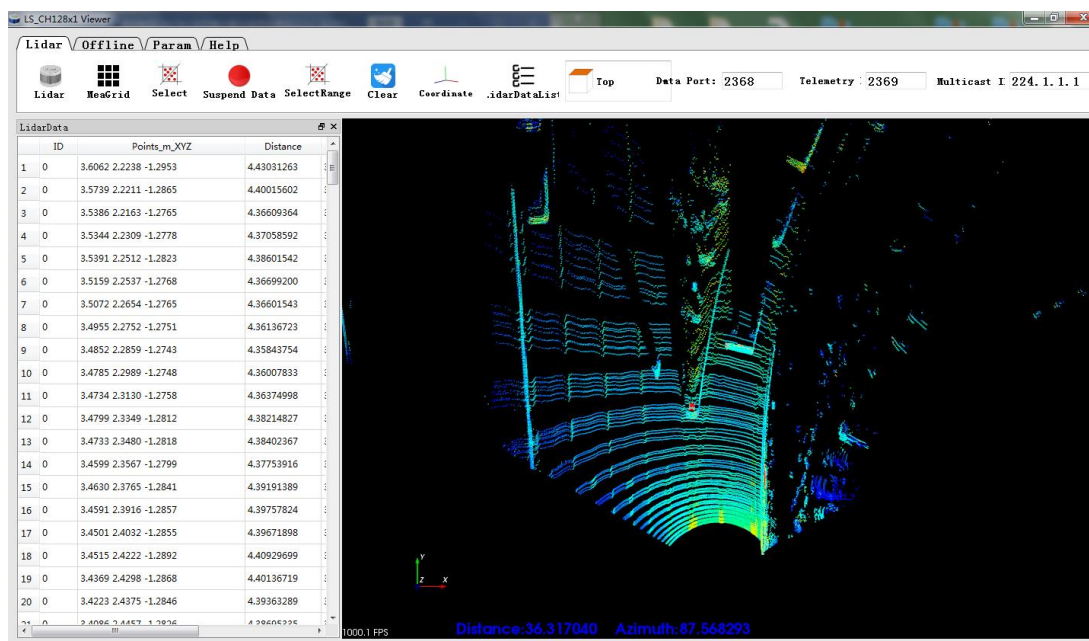 LS_CH128x1 Viewer
Lidar Offline Param Help
Lidar MeaGrid Select Suspend Data SelectRange Clear Coordinate .idarDataList Top Data Port: 2368 Telemetry 2369 Multicast I 224.1.1.1
LidarData
ID Points_m_XYZ Distance
1 0 3.6062 2.2238 -1.2953 4.43031263
2 0 3.5739 2.2211 -1.2865 4.40015602
3 0 3.5386 2.2163 -1.2765 4.36609364
4 0 3.5344 2.2309 -1.2778 4.37058592
5 0 3.5391 2.2512 -1.2823 4.38601542
6 0 3.5159 2.2537 -1.2768 4.36699200
7 0 3.5072 2.2654 -1.2765 4.36601543
8 0 3.4955 2.2752 -1.2751 4.36136723
9 0 3.4852 2.2859 -1.2743 4.35843754
10 0 3.4785 2.2989 -1.2748 4.36007833
11 0 3.4734 2.3130 -1.2758 4.36374998
12 0 3.4799 2.3349 -1.2812 4.38214827
13 0 3.4733 2.3480 -1.2818 4.38402367
14 0 3.4599 2.3567 -1.2799 4.37753916
15 0 3.4630 2.3765 -1.2841 4.39191389
16 0 3.4591 2.3916 -1.2857 4.39757824
17 0 3.4501 2.4032 -1.2855 4.39671898
18 0 3.4515 2.4222 -1.2892 4.40929699
19 0 3.4369 2.4298 -1.2868 4.40136719
20 0 3.4223 2.4375 -1.2846 4.39363289
Y
Z X
1000.1 FPS
Distance:36.317040 Azimuth:87.568293